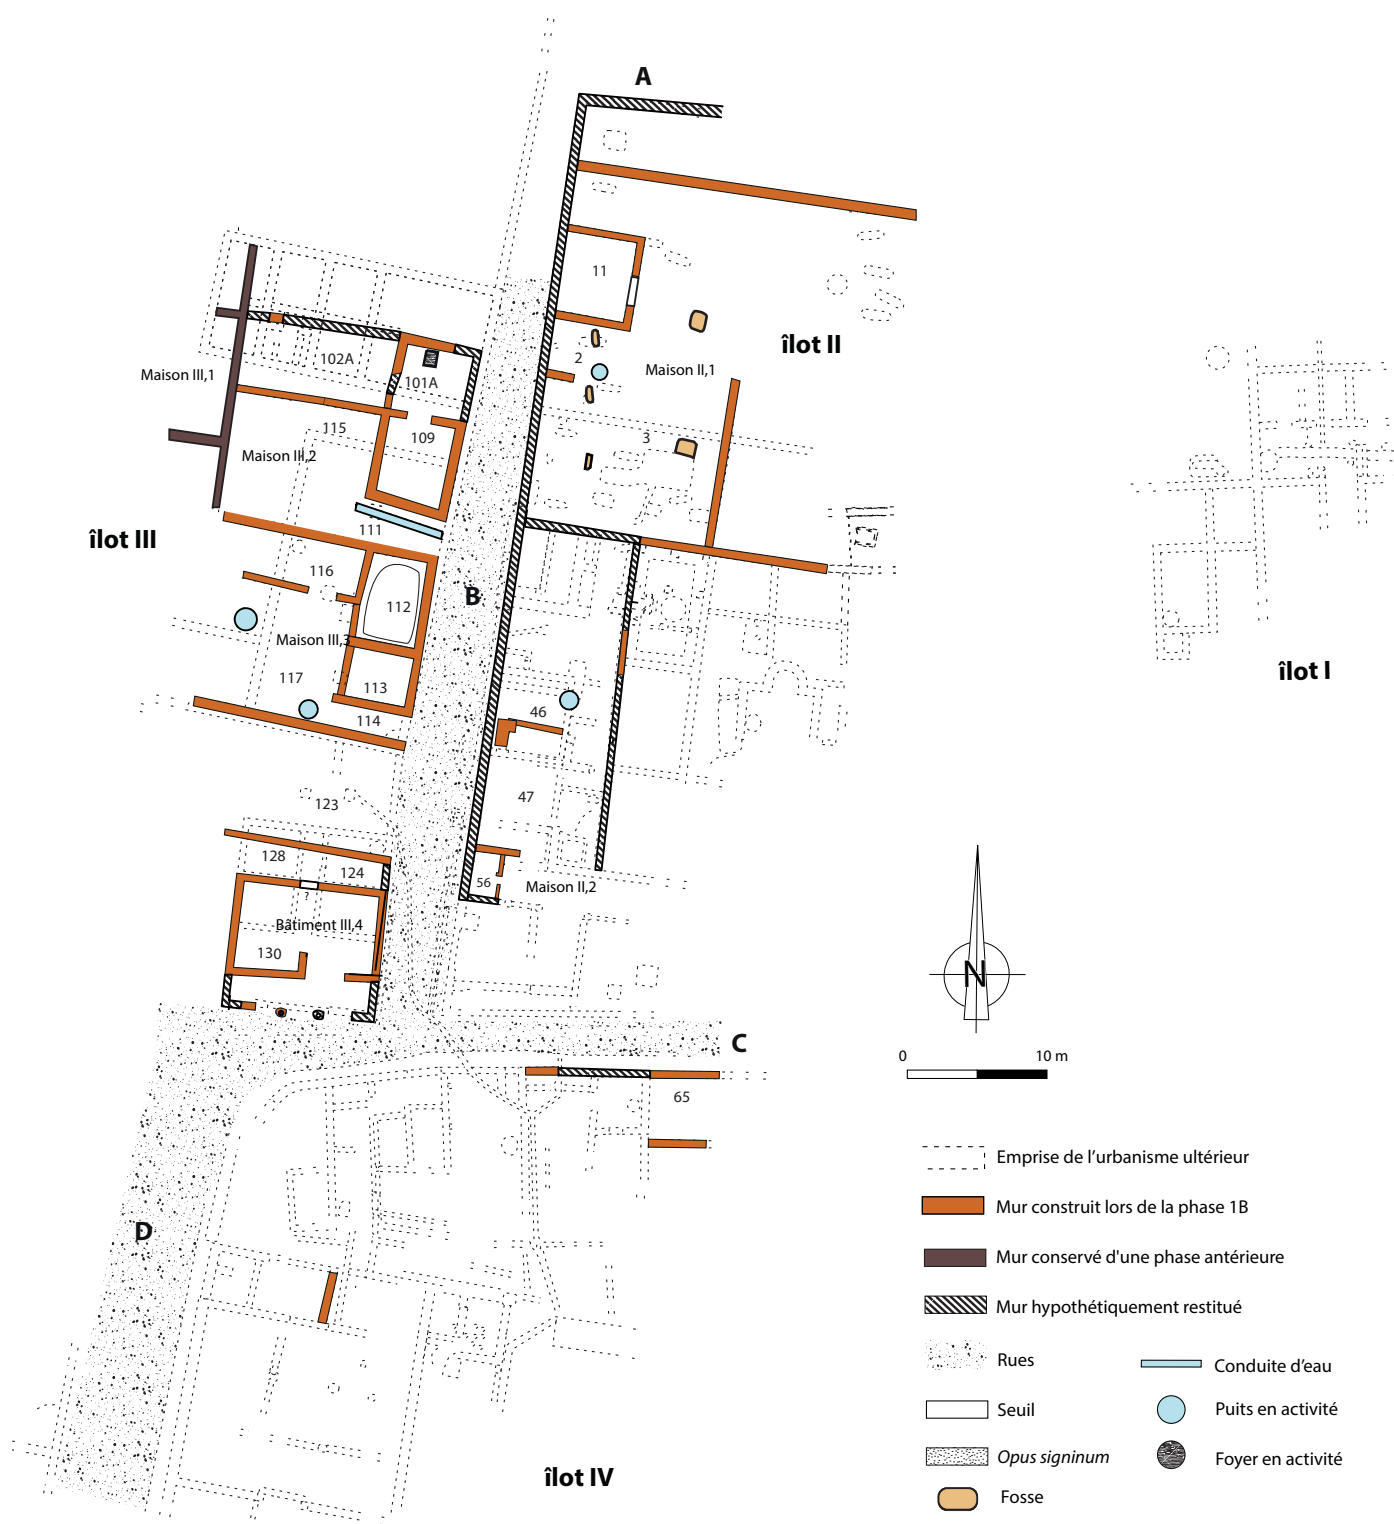 A
11
îlot II
2
Maison II,1
102A
Maison III,1
101A
3
115
109
Maison III,2
111
îlot III
116
B
112
Maison III,3
îlot I
117
113
46
114
47
123
128
124
56
Maison II,2
?
Bâtiment III,4
130
N
C
0 10 m
65
D
îlot IV
Emprise de l'urbanisme ultérieur
Mur construit lors de la phase 1B
Mur conservé d'une phase antérieure
Mur hypothétiquement restitué
Rues
Seuil
Opus signinum
Fosse
Conduite d'eau
Puits en activité
Foyer en activité